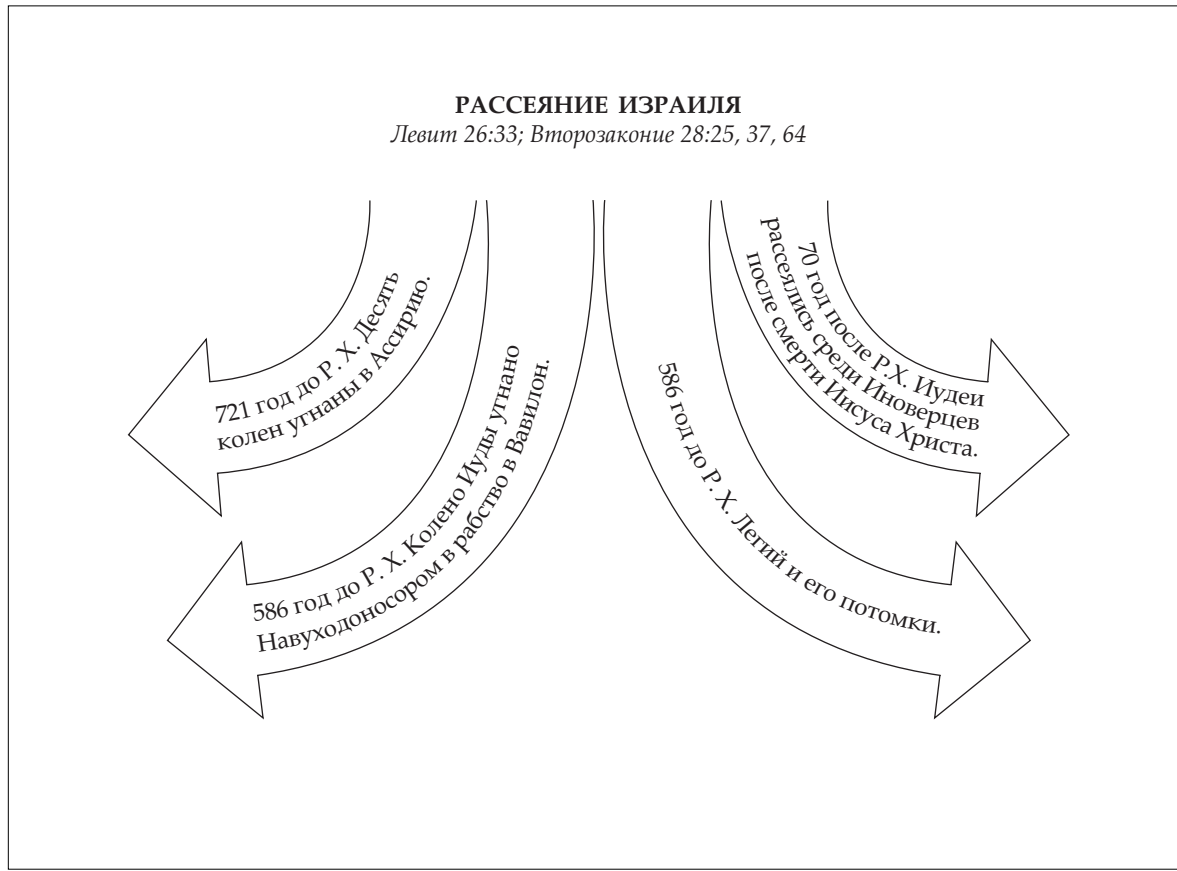 РАССЕЯНИЕ ИЗРАИЛЯ
Левит 26:33; Второзаконие 28:25, 37, 64
721 год до Р. Х. Десять
колен угнаны в Ассирию.
586 год до Р. Х. Колено Иуды угнано
Навуходоносором в рабство в Вавилон.
586 год до Р. Х. Легий̈ и его потомки.
70 год после Р.Х. Иудеи
рассеялись среди Иноверцев
после смерти Иисуса Христа.